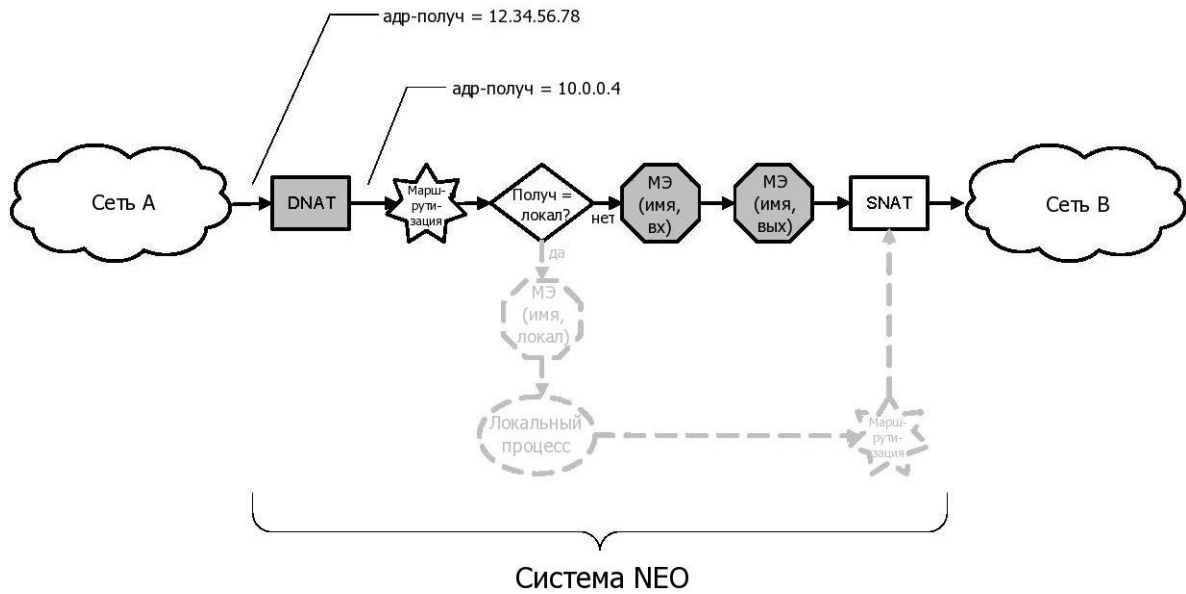 адр-получ = 12.34.56.78
адр-получ = 10.0.0.4
Сеть А
DNAT
Марш-
рути-
зация
Получ =
локал?
нет
МЭ
(имя,
вх)
МЭ
(имя,
вых)
SNAT
Сеть В
да
МЭ
(имя,
локал)
Локальный
процесс
Марш-
рути-
зация
Система NEO